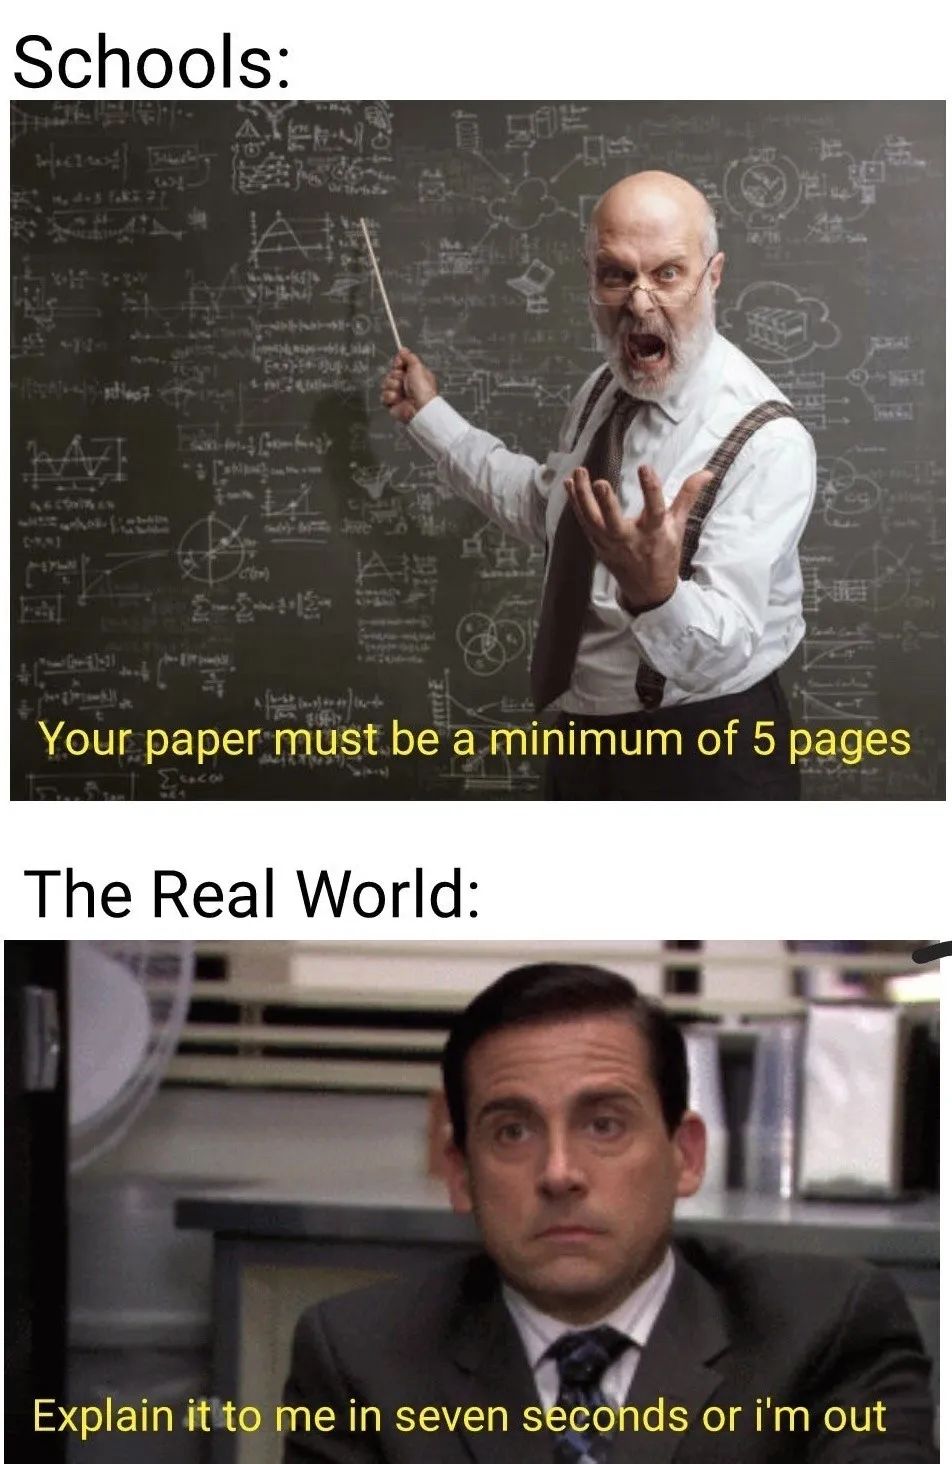 Schools:
Your paper must be a minimum of 5 pages
The Real World:
Explain it to me in seven seconds or i'm out